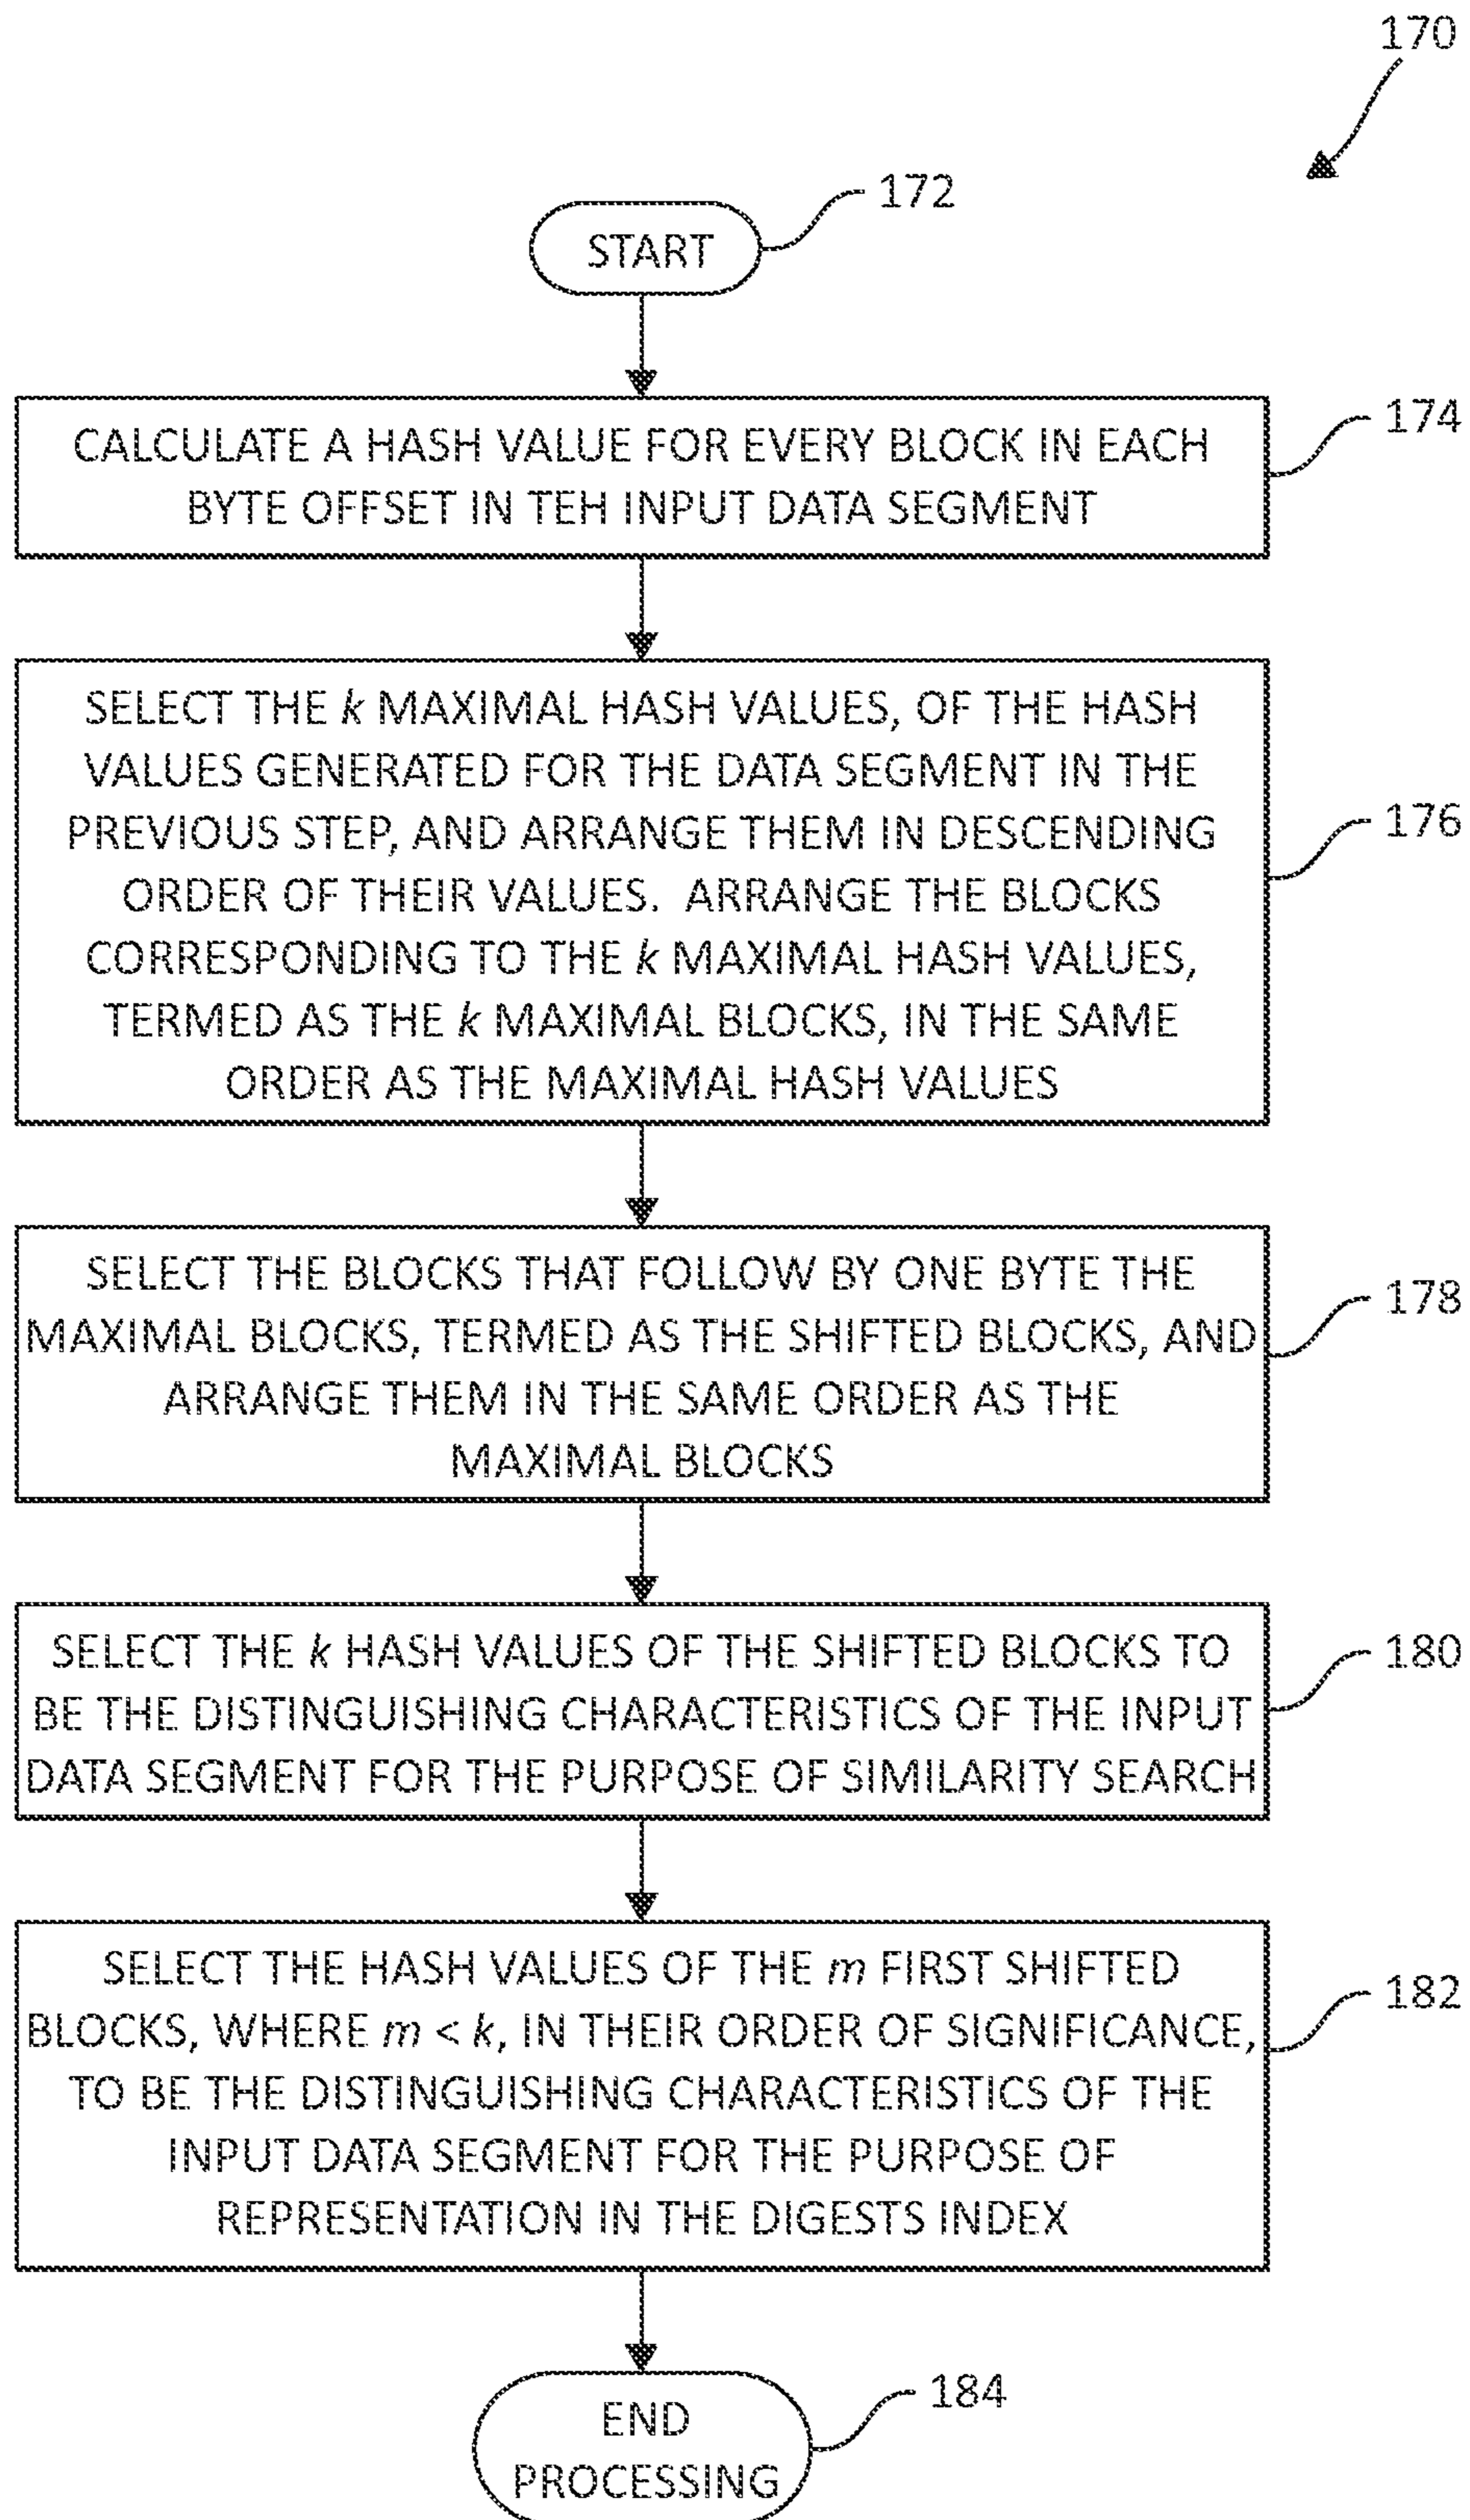 170
172
START
174
CALCULATE A HASH VALUE FOR EVERY BLOCK IN EACH
BYTE OFFSET IN TEH INPUT DATA SEGMENT
SELECT THE k MAXIMAL HASH VALUES, OF THE HASH
VALUES GENERATED FOR THE DATA SEGMENT IN THE
PREVIOUS STEP, AND ARRANGE THEM IN DESCENDING
176
ORDER OF THEIR VALUES. ARRANGE THE BLOCKS
CORRESPONDING TO THE k MAXIMAL HASH VALUES,
TERMED AS THE k MAXIMAL BLOCKS, IN THE SAME
ORDER AS THE MAXIMAL HASH VALUES
SELECT THE BLOCKS THAT FOLLOW BY ONE BYTE THE
178
MAXIMAL BLOCKS, TERMED AS THE SHIFTED BLOCKS, AND
ARRANGE THEM IN THE SAME ORDER AS THE
MAXIMAL BLOCKS
SELECT THE k HASH VALUES OF THE SHIFTED BLOCKS TO
180
BE THE DISTINGUISHING CHARACTERISTICS OF THE INPUT
DATA SEGMENT FOR THE PURPOSE OF SIMILARITY SEARCH
SELECT THE HASH VALUES OF THE m FIRST SHIFTED
182
BLOCKS, WHERE m < k, IN THEIR ORDER OF SIGNIFICANCE,
TO BE THE DISTINGUISHING CHARACTERISTICS OF THE
INPUT DATA SEGMENT FOR THE PURPOSE OF
REPRESENTATION IN THE DIGESTS INDEX
184
END
PROCESSING